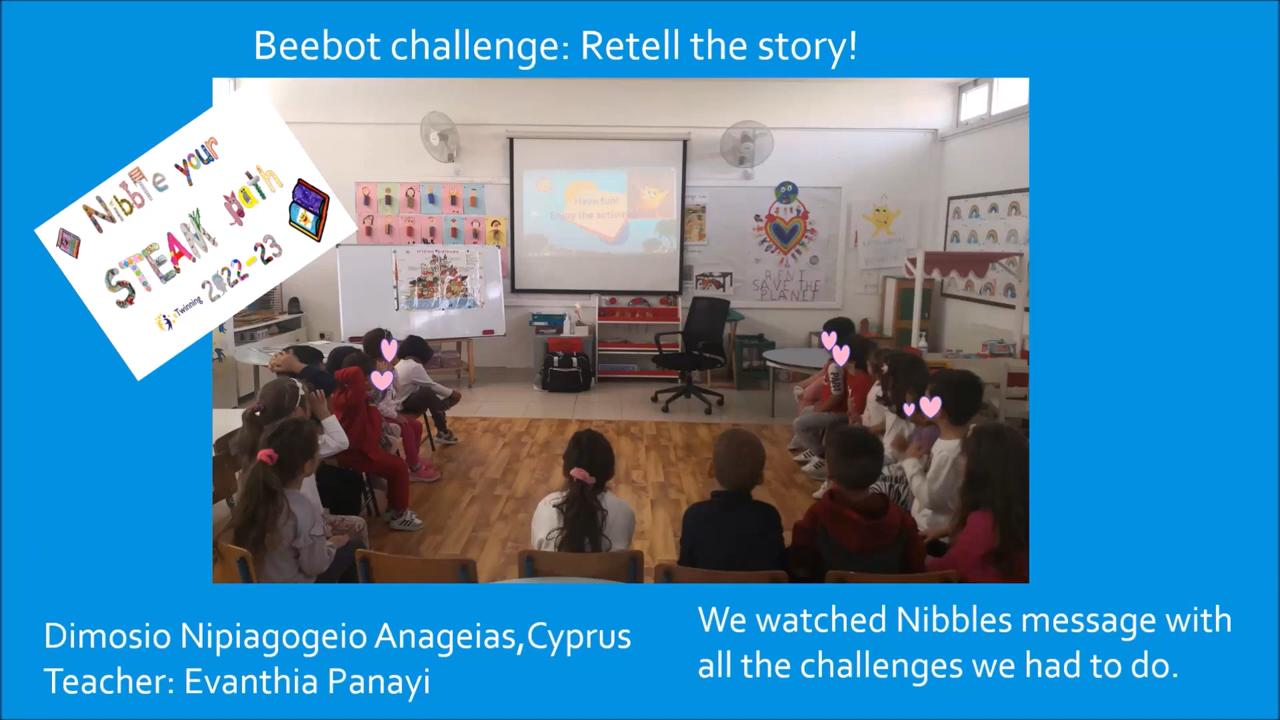 Beebot challenge: Retell the story!
Nibble your
STEAM path
eTwinning 2022-23
Have fun!
Enjoy the
SAVE THE
PLANET
Dimosio Nipiagogeio Anageias,Cyprus
Teacher: Evanthia Panayi
We watched Nibbles message with
all the challenges we had to do.